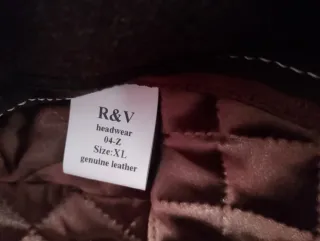 R&V
headwear
04-Z
Size:XL
genuine leather